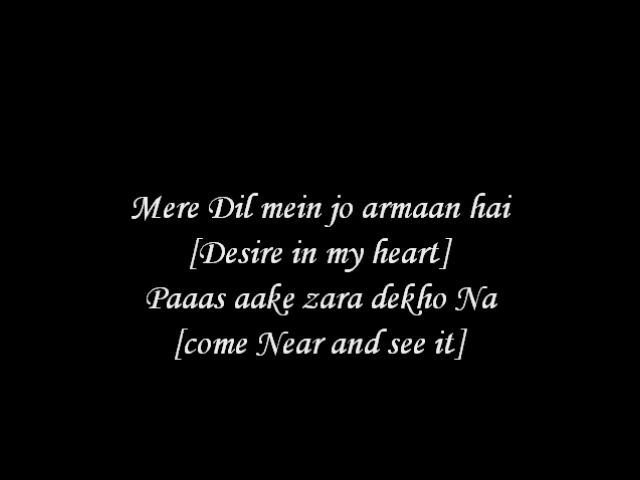 Mere Dil mein jo armaan hai
[Desire in my heart]
Paaas aake zara dekho Na
[come Near and see it]